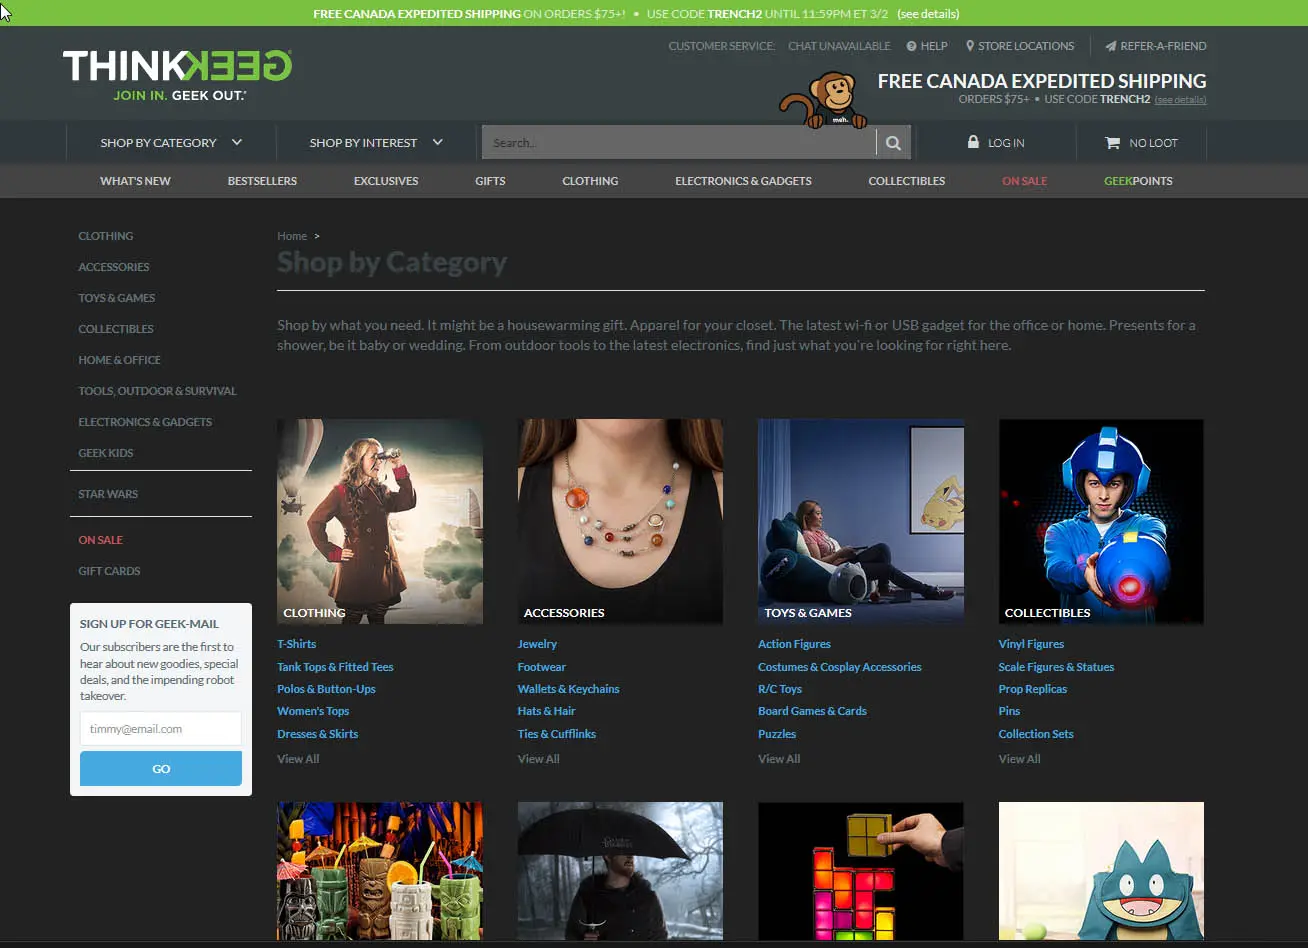 FREE CANADA EXPEDITED SHIPPING ON ORDERS $75+! • USE CODE TRENCH2 UNTIL 11:59PM ET 3/2 (see details)
CUSTOMER SERVICE: CHAT UNAVAILABLE HELP STORE LOCATIONS REFER-A-FRIEND
THINKGEEK
JOIN IN. GEEK OUT.
meh.
FREE CANADA EXPEDITED SHIPPING
ORDERS $75+ • USE CODE TRENCH2 (see details)
SHOP BY CATEGORY SHOP BY INTEREST Search... LOG IN NO LOOT
WHAT'S NEW BESTSELLERS EXCLUSIVES GIFTS CLOTHING ELECTRONICS & GADGETS COLLECTIBLES ON SALE GEEKPOINTS
CLOTHING
ACCESSORIES
TOYS & GAMES
COLLECTIBLES
HOME & OFFICE
TOOLS, OUTDOOR & SURVIVAL
ELECTRONICS & GADGETS
GEEK KIDS
STAR WARS
ON SALE
GIFT CARDS
SIGN UP FOR GEEK-MAIL
Our subscribers are the first to
hear about new goodies, special
deals, and the impending robot
takeover.
timmy@email.com
GO
Home >
Shop by Category
Shop by what you need. It might be a housewarming gift. Apparel for your closet. The latest wi-fi or USB gadget for the office or home. Presents for a
shower, be it baby or wedding. From outdoor tools to the latest electronics, find just what you're looking for right here.
CLOTHING
T-Shirts
Tank Tops & Fitted Tees
Polos & Button-Ups
Women's Tops
Dresses & Skirts
View All
ACCESSORIES
Jewelry
Footwear
Wallets & Keychains
Hats & Hair
Ties & Cufflinks
View All
TOYS & GAMES
Action Figures
Costumes & Cosplay Accessories
R/C Toys
Board Games & Cards
Puzzles
View All
COLLECTIBLES
Vinyl Figures
Scale Figures & Statues
Prop Replicas
Pins
Collection Sets
View All